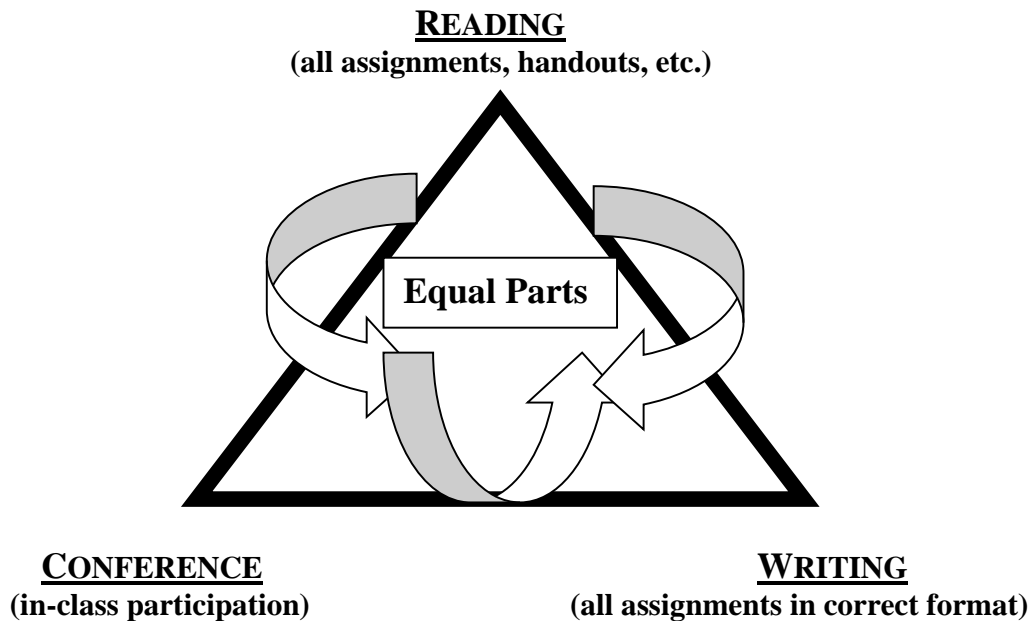 READING
(all assignments, handouts, etc.)
Equal Parts
CONFERENCE
(in-class participation)
WRITING
(all assignments in correct format)